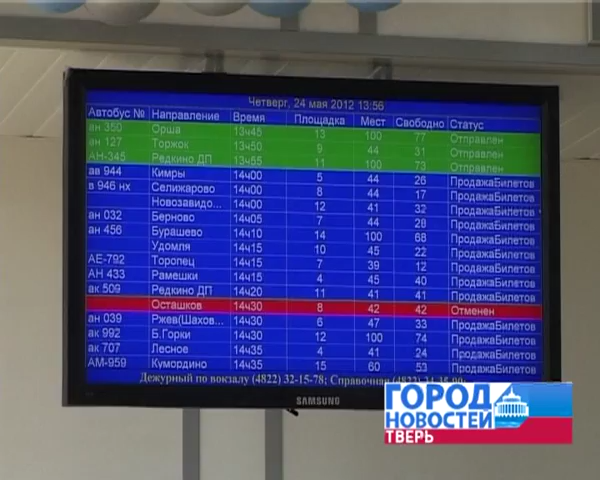 Четверг, 24 мая 2012 13:56
Автобус № Направление Время Площадка Мест Свободно Статус
ан 350 Орша 13ч45 13 100 77 Отправлен
ан 127 Торжок 13ч50 9 44 31 Отправлен
АН-345 Редкино ДП 13ч55 11 100 73 Отправлен
ав 944 Кимры 14ч00 5 44 26 ПродажаБилетов
в 946 нх Селижарово 14ч00 8 44 17 ПродажаБилетов
Новозавидо... 14ч00 12 41 32 ПродажаБилетов
ан 032 Берново 14ч05 7 44 28 ПродажаБилетов
ан 456 Бурашево 14ч10 14 100 68 ПродажаБилетов
Удомля 14ч15 10 45 22 ПродажаБилетов
АЕ-792 Торопец 14ч15 7 39 12 ПродажаБилетов
АН 433 Рамешки 14ч15 4 45 40 ПродажаБилетов
ак 509 Редкино ДП 14ч20 11 41 41 ПродажаБилетов
Осташков 14ч30 8 42 42 Отменен
ан 039 Ржев(Шахов... 14ч30 6 47 33 ПродажаБилетов
ак 992 Б.Горки 14ч30 12 100 74 ПродажаБилетов
ак 707 Лесное 14ч35 4 41 24 ПродажаБилетов
АМ-959 Кумордино 14ч35 15 60 53 ПродажаБилетов
Дежурный по вокзалу (4822) 32-15-78; Справочная (4822)
SAMSUNG
ГОРОД
НОВОСТЕЙ
ТВЕРЬ